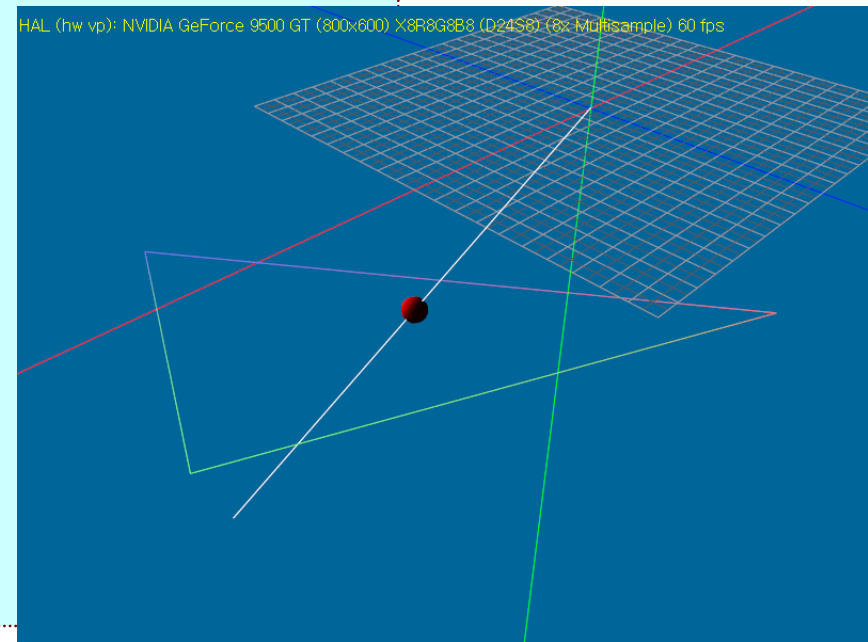 HAL (hw vp): NVIDIA GeForce 9500 GT (800x600) X8R8G8B8 (D24S8) (8x Multisample) 60 fps